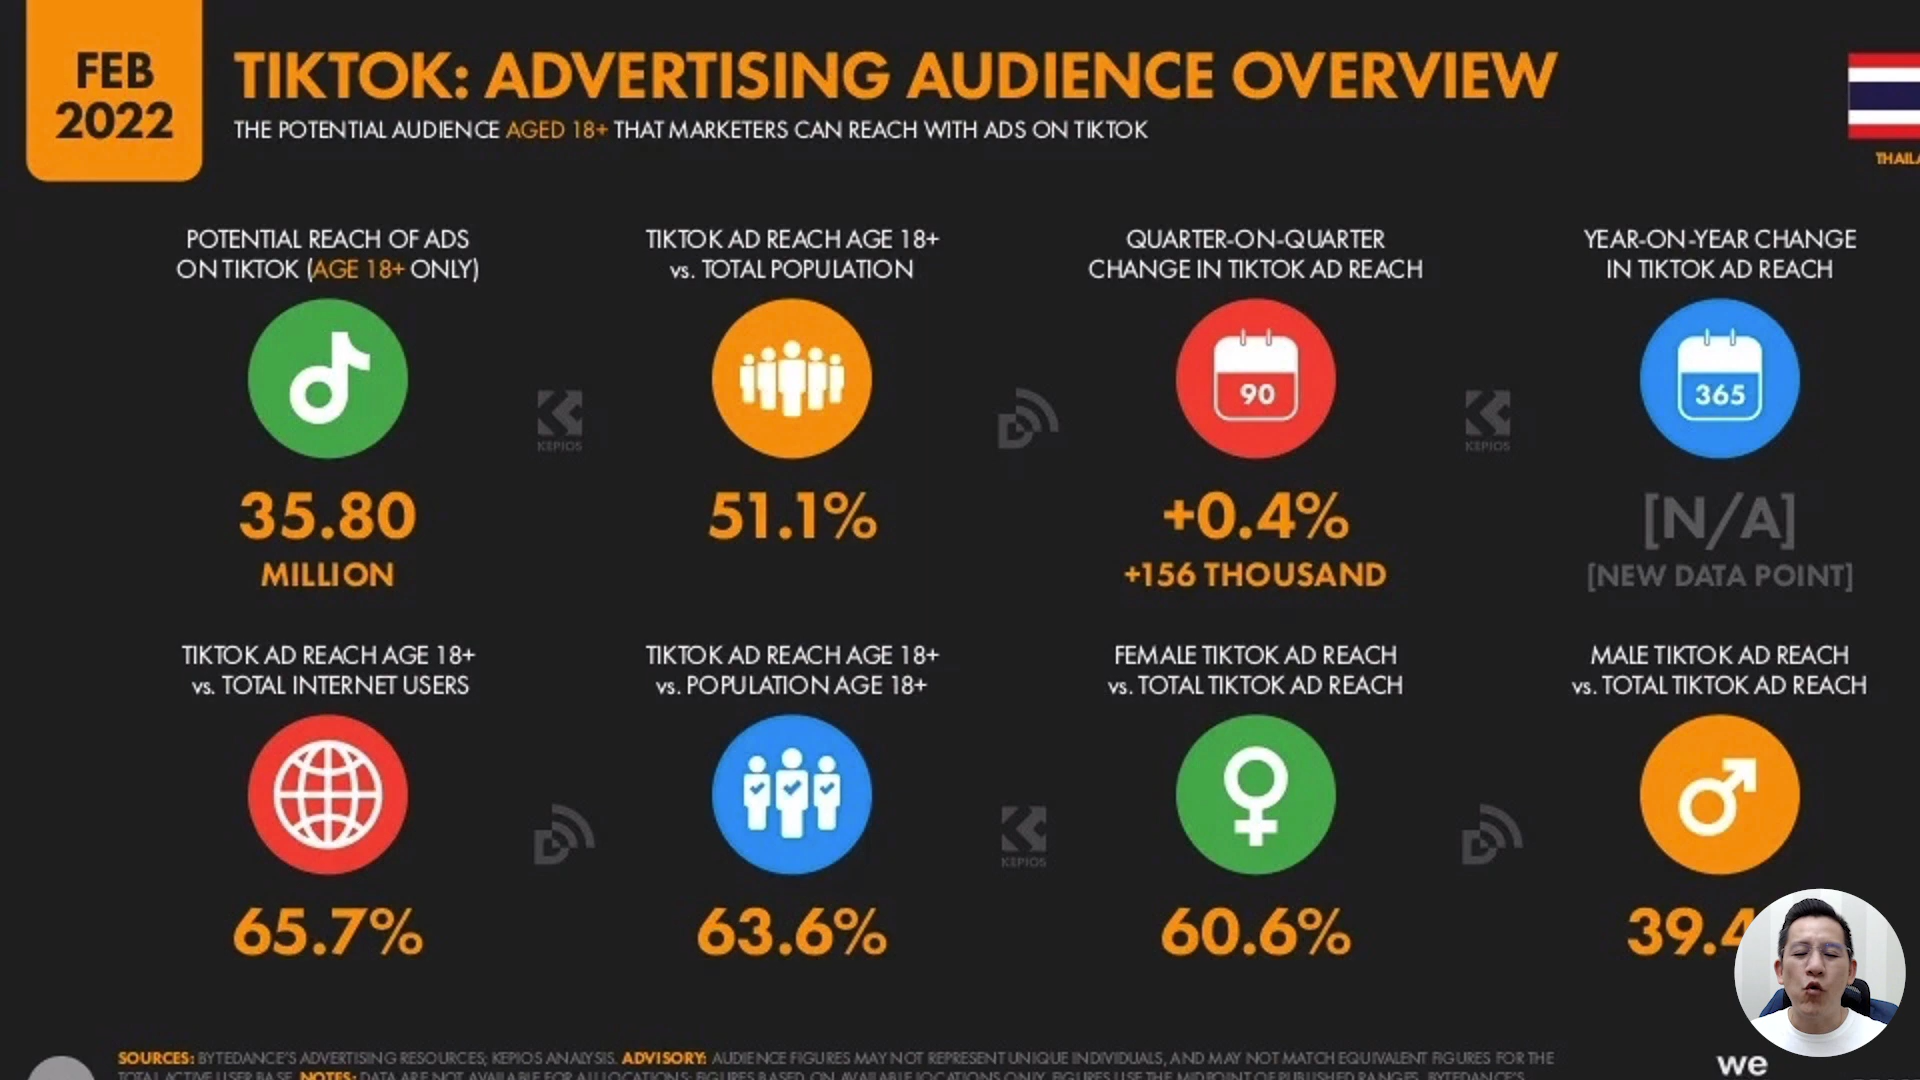 FEB
2022
TIKTOK: ADVERTISING AUDIENCE OVERVIEW
THE POTENTIAL AUDIENCE AGED 18+ THAT MARKETERS CAN REACH WITH ADS ON TIKTOK
POTENTIAL REACH OF ADS
ON TIKTOK (AGE 18+ ONLY)
35.80
MILLION
TIKTOK AD REACH AGE 18+
vs. TOTAL POPULATION
51.1%
QUARTER-ON-QUARTER
CHANGE IN TIKTOK AD REACH
90
+0.4%
+156 THOUSAND
YEAR-ON-YEAR CHANGE
IN TIKTOK AD REACH
365
[N/A]
[NEW DATA POINT]
KEPIOS
KEPIOS
TIKTOK AD REACH AGE 18+
vs. TOTAL INTERNET USERS
65.7%
TIKTOK AD REACH AGE 18+
vs. POPULATION AGE 18+
63.6%
FEMALE TIKTOK AD REACH
vs. TOTAL TIKTOK AD REACH
60.6%
MALE TIKTOK AD REACH
vs. TOTAL TIKTOK AD REACH
39.4
KEPIOS
SOURCES: BYTEDANCE'S ADVERTISING RESOURCES; KEPIOS ANALYSIS. ADVISORY: AUDIENCE FIGURES MAY NOT REPRESENT UNIQUE INDIVIDUALS, AND MAY NOT MATCH EQUIVALENT FIGURES FOR THE
we